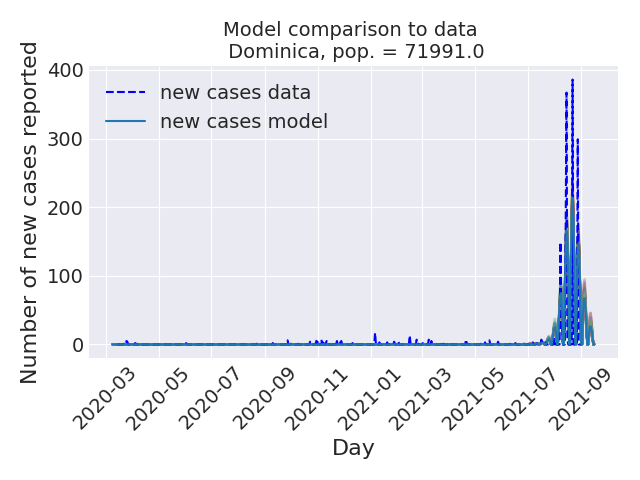 Model comparison to data
Dominica, pop. = 71991.0
Number of new cases reported
400
300
200
100
0
new cases data
new cases model
2020-03
2020-05
2020-07
2020-09
2020-11
2021-01
2021-03
2021-05
2021-07
2021-09
Day